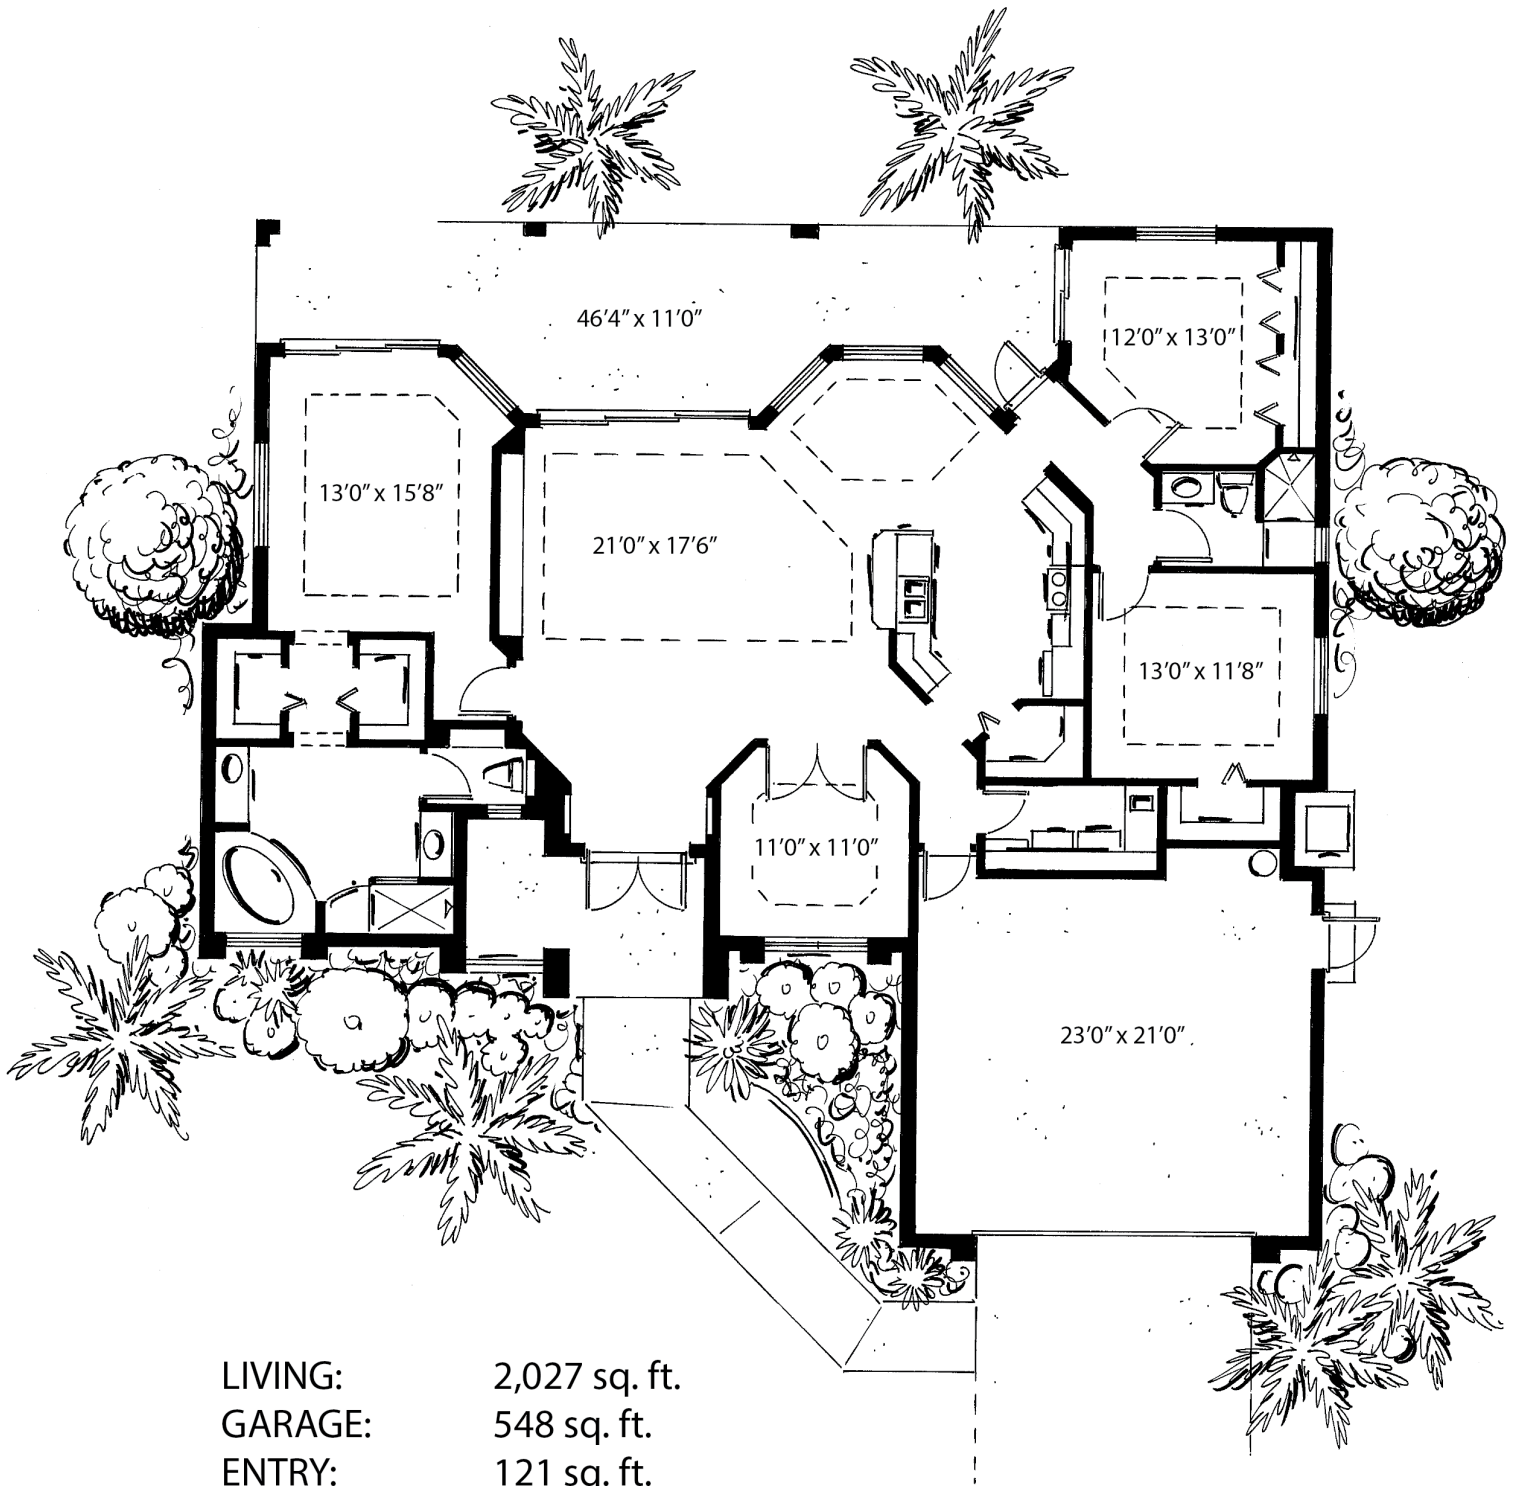 46'4" x 11'0"
12'0" x 13'0"
13'0" x 15'8"
21'0" x 17'6"
13'0" x 11'8"
11'0" x 11'0"
23'0" x 21'0"
LIVING: 2,027 sq. ft.
GARAGE: 548 sq. ft.
ENTRY: 121 sq. ft.